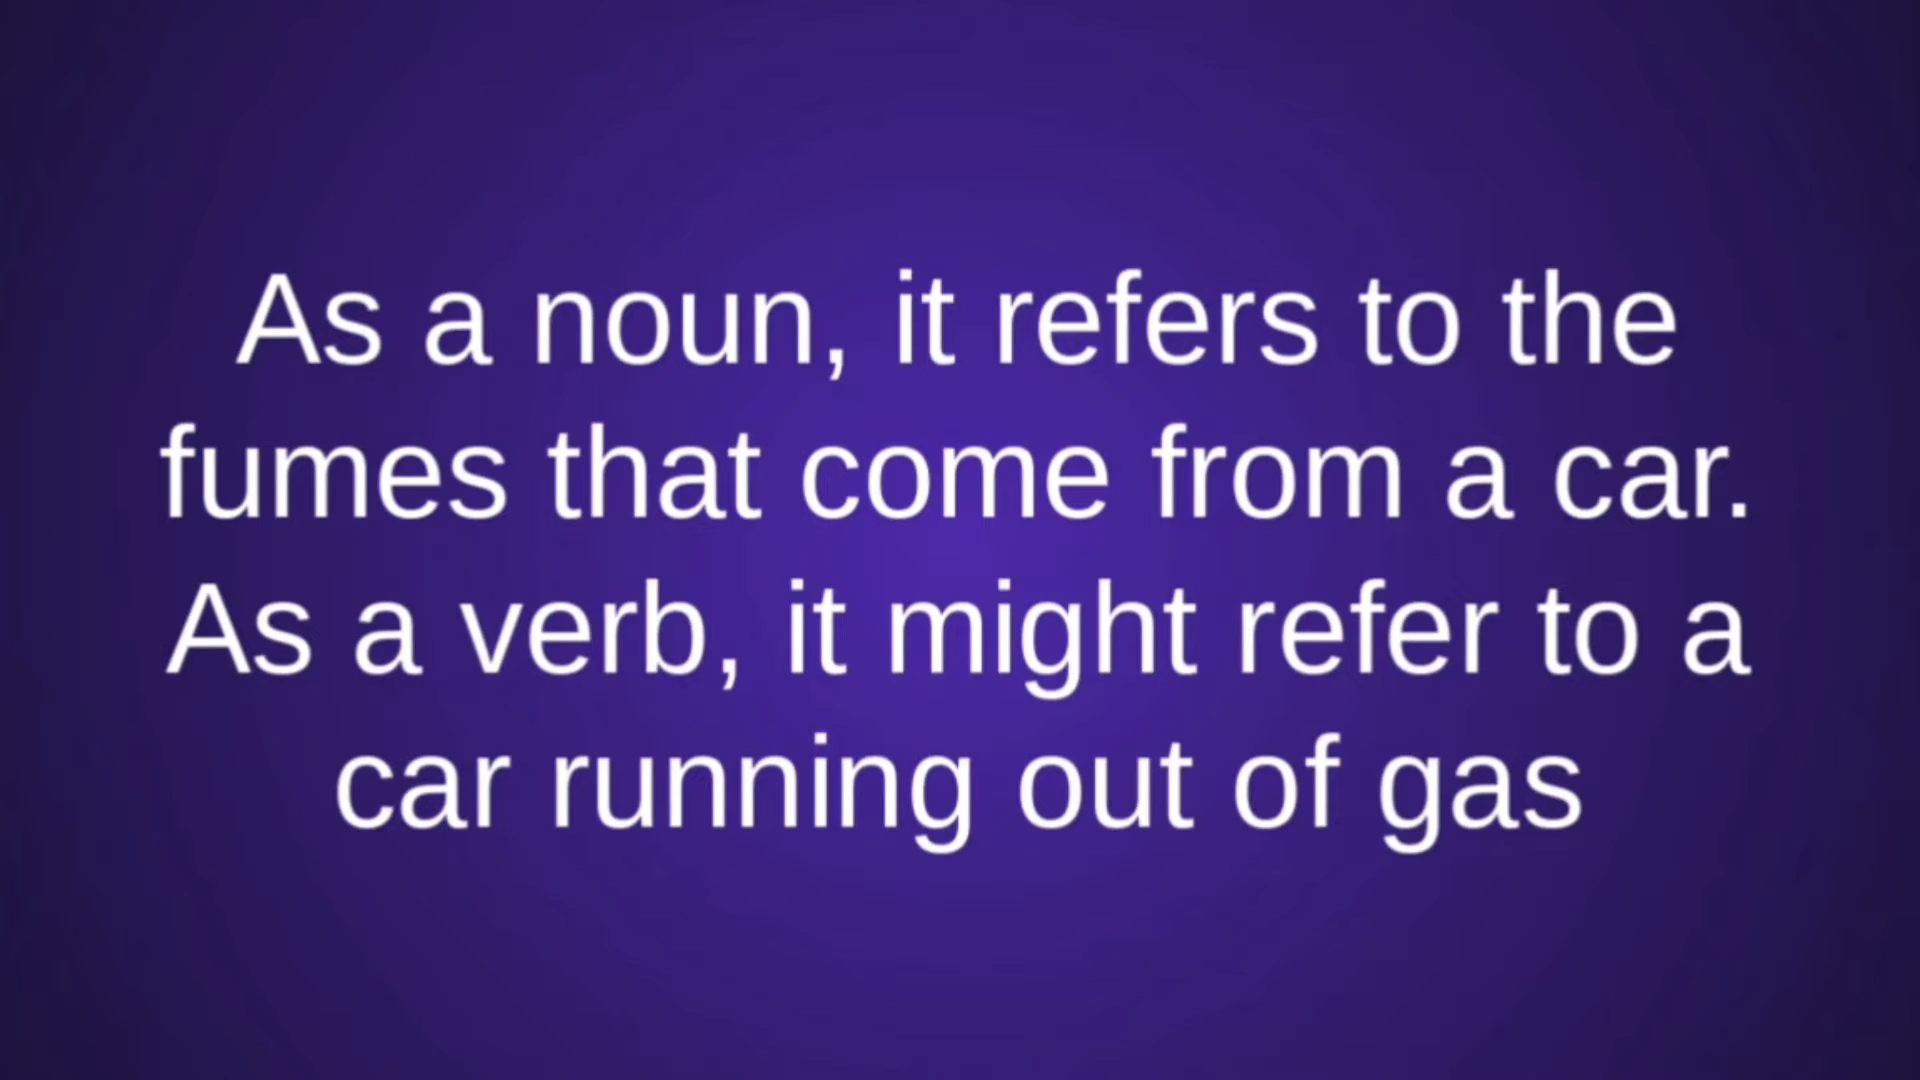 As a noun, it refers to the
fumes that come from a car.
As a verb, it might refer to a
car running out of gas